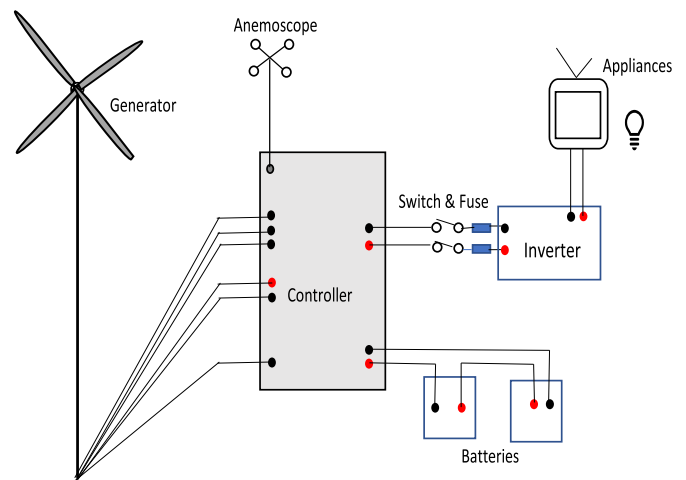 Anemoscope
Appliances
Generator
Switch & Fuse
Inverter
Controller
Batteries